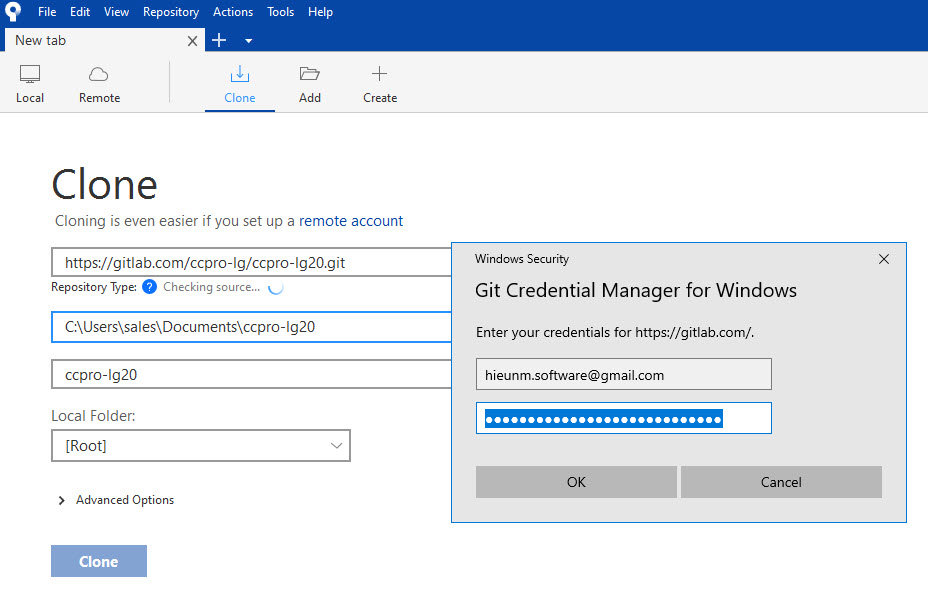 File Edit View Repository Actions Tools Help
New tab
Local Remote Clone Add Create
Clone
Cloning is even easier if you set up a remote account
https://gitlab.com/ccpro-lg/ccpro-lg20.git
Repository Type: ? Checking source...
C:\Users\sales\Documents\ccpro-lg20
ccpro-lg20
Local Folder:
[Root]
Advanced Options
Clone
Windows Security
Git Credential Manager for Windows
Enter your credentials for https://gitlab.com/.
hieunm.software@gmail.com
OK Cancel